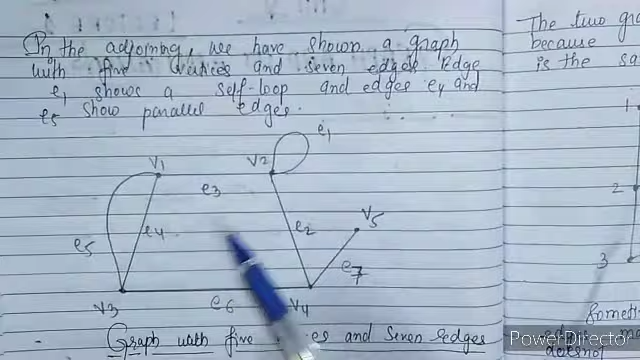 In the adjoining, we have shown a graph
with five vertices and seven edges. Edge
e1 shows a self-loop and edges e4 and
e5 show parallel edges.
e1
V1
V2
e3
V5
e4
e2
e5
e7
V3
e6
V4
Graph with five and seven edges
The two gra
because
is the sa
1
2
3
PowerDirector